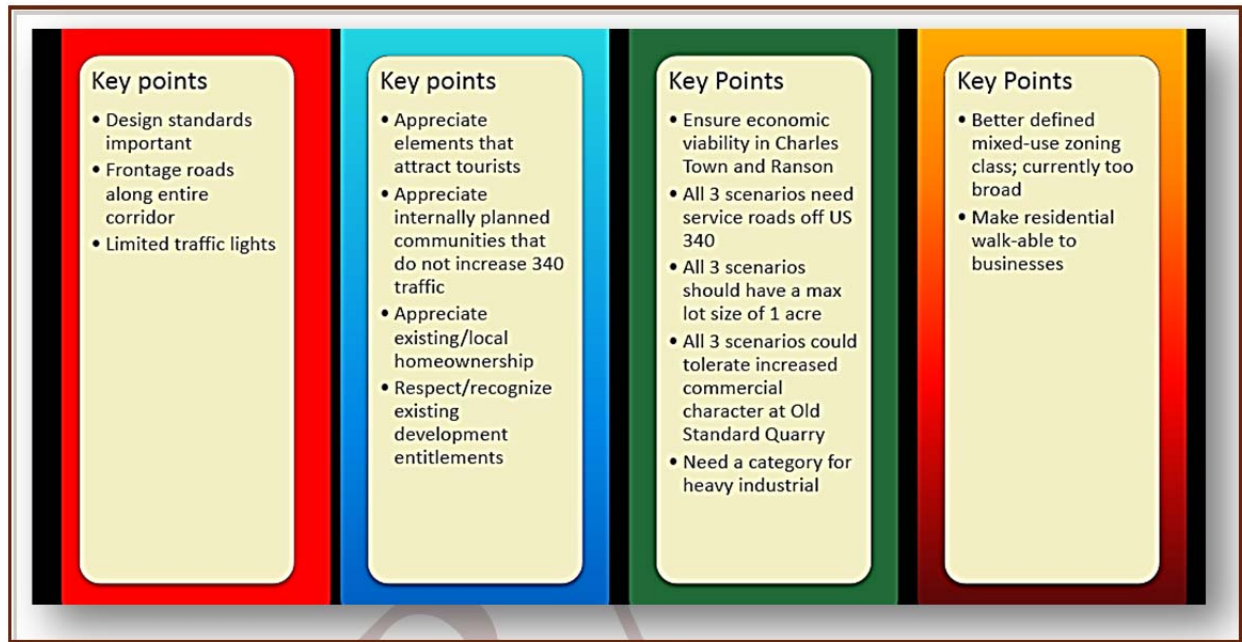 Key points
• Design standards
important
• Frontage roads
along entire
corridor
• Limited traffic lights
Key points
• Appreciate
elements that
attract tourists
• Appreciate
internally planned
communities that
do not increase 340
traffic
• Appreciate
existing/local
homeownership
• Respect/recognize
existing
development
entitlements
Key Points
• Ensure economic
viability in Charles
Town and Ranson
• All 3 scenarios need
service roads off US
340
• All 3 scenarios
should have a max
lot size of 1 acre
• All 3 scenarios could
tolerate increased
commercial
character at Old
Standard Quarry
• Need a category for
heavy industrial
Key Points
• Better defined
mixed-use zoning
class; currently too
broad
• Make residential
walk-able to
businesses